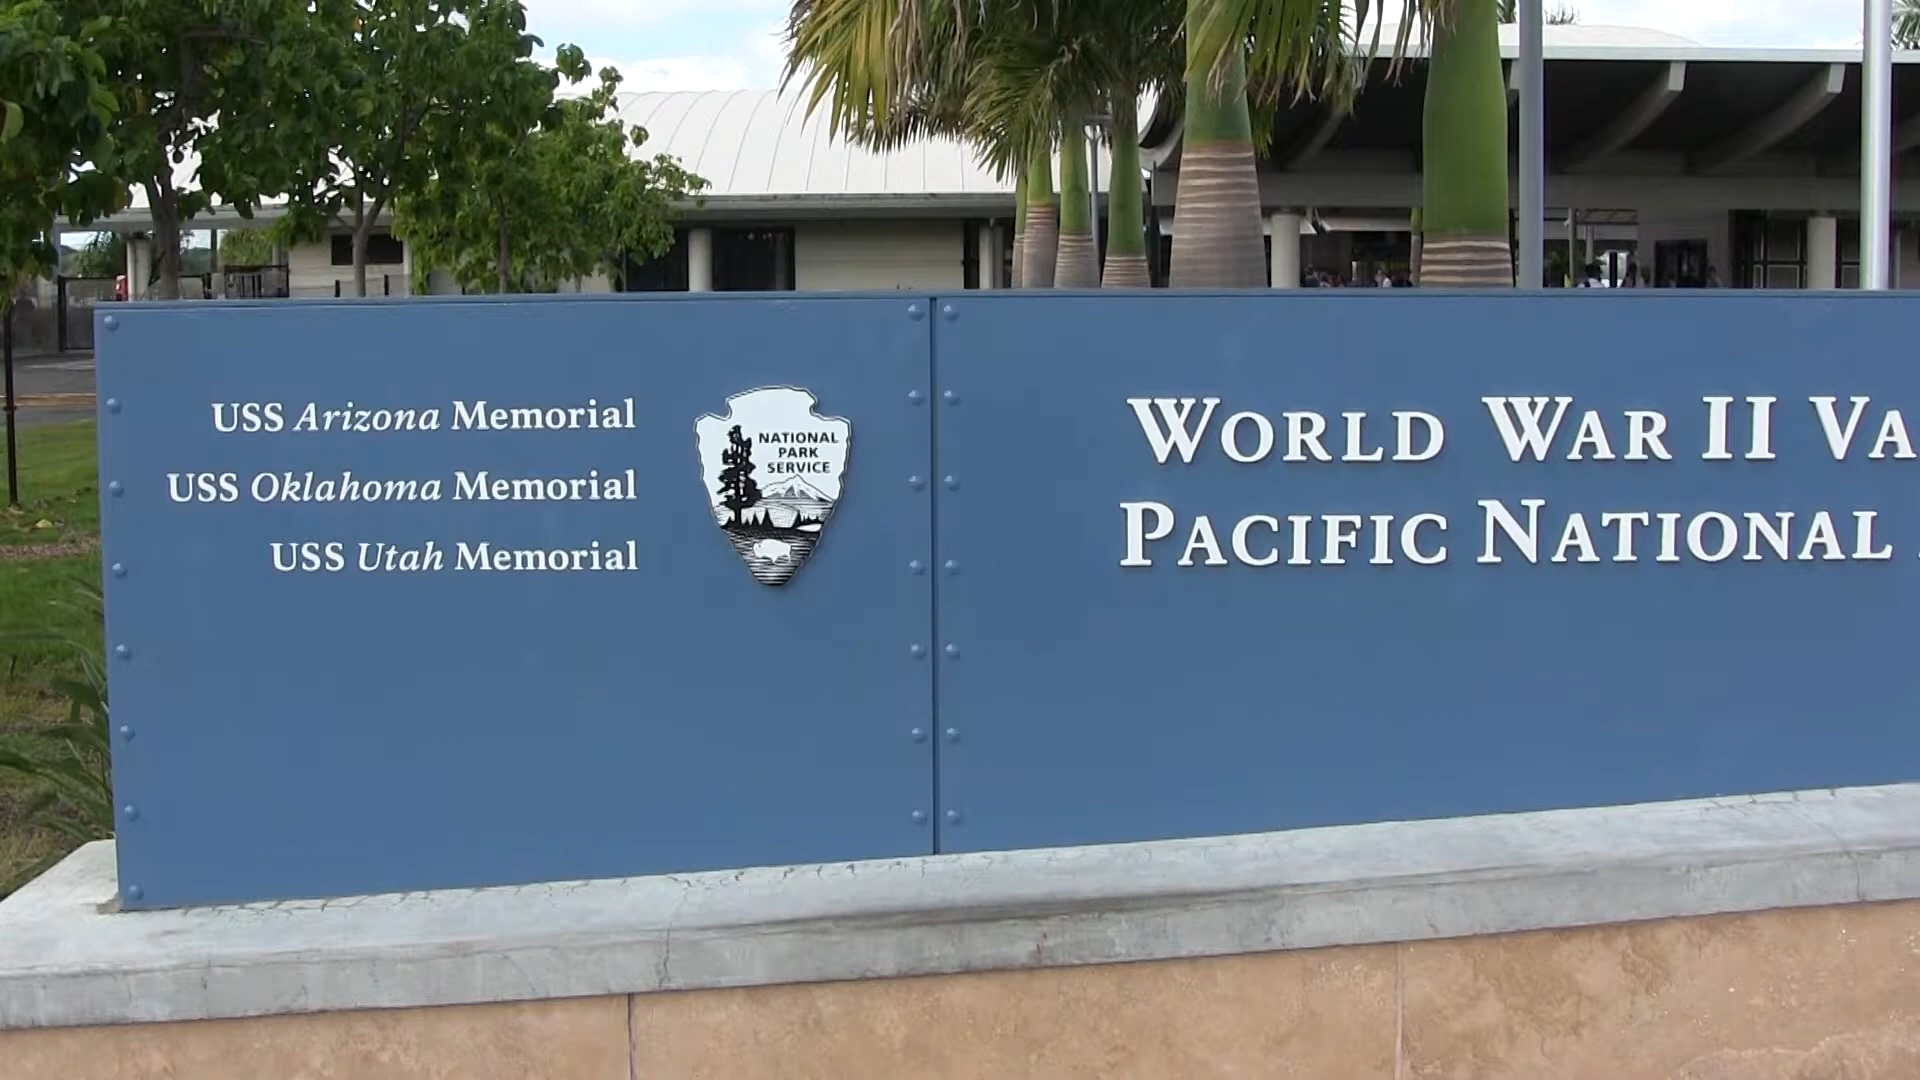 USS Arizona Memorial
USS Oklahoma Memorial
USS Utah Memorial
NATIONAL
PARK
SERVICE
WORLD WAR II VA
PACIFIC NATIONAL